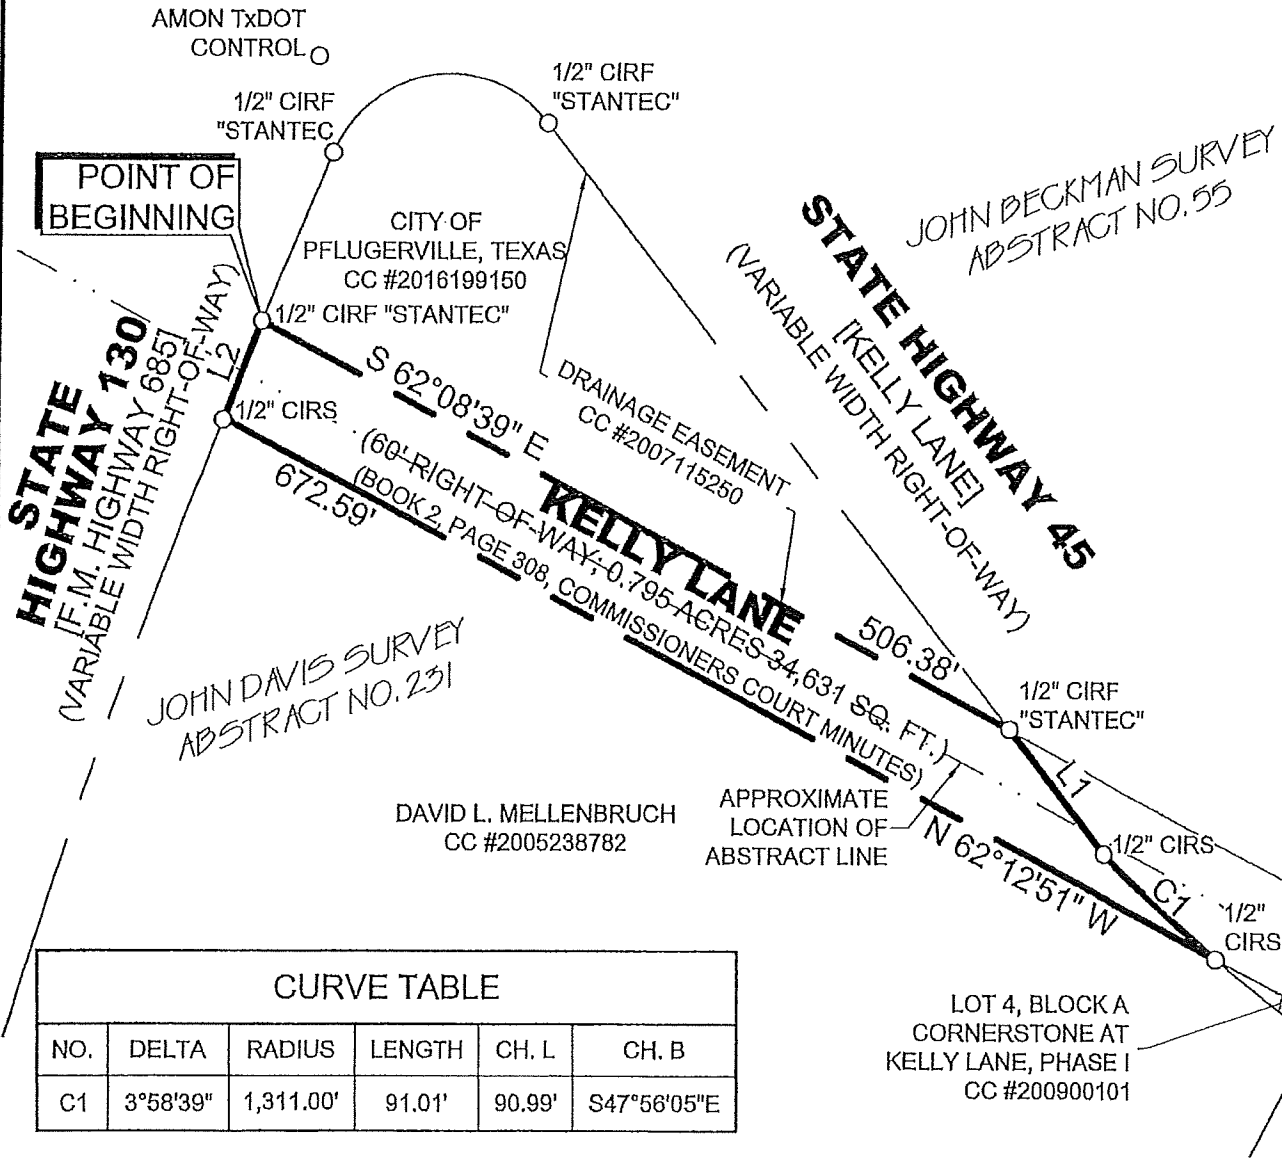 AMON TxDOT
CONTROL
1/2" CIRF
"STANTEC"
1/2" CIRF
"STANTEC
POINT OF
BEGINNING
CITY OF
PFLUGERVILLE, TEXAS
CC #2016199150
1/2" CIRF "STANTEC"
JOHN BECKMAN SURVEY
ABSTRACT NO. 55
STATE HIGHWAY 45
[KELLY LANE]
(VARIABLE WIDTH RIGHT-OF-WAY)
STATE
HIGHWAY 130
[F.M. HIGHWAY 685]
(VARIABLE WIDTH RIGHT-OF-WAY)
L2
1/2" CIRS
S 62°08'39" E
DRAINAGE EASEMENT
CC #2007115250
672.59'
KELLY LANE
(60'-RIGHT-OF-WAY; 0.795 ACRES 34,631 SQ. FT.)
(BOOK 2, PAGE 308, COMMISSIONERS COURT MINUTES)
506.38'
JOHN DAVIS SURVEY
ABSTRACT NO. 231
1/2" CIRF
"STANTEC"
L1
DAVID L. MELLENBRUCH
CC #2005238782
APPROXIMATE
LOCATION OF
ABSTRACT LINE
N 62°12'51" W
1/2" CIRS
C1
1/2"
CIRS
CURVE TABLE
NO. DELTA RADIUS LENGTH CH. L CH. B
C1 3°58'39" 1,311.00' 91.01' 90.99' S47°56'05"E
LOT 4, BLOCK A
CORNERSTONE AT
KELLY LANE, PHASE I
CC #200900101